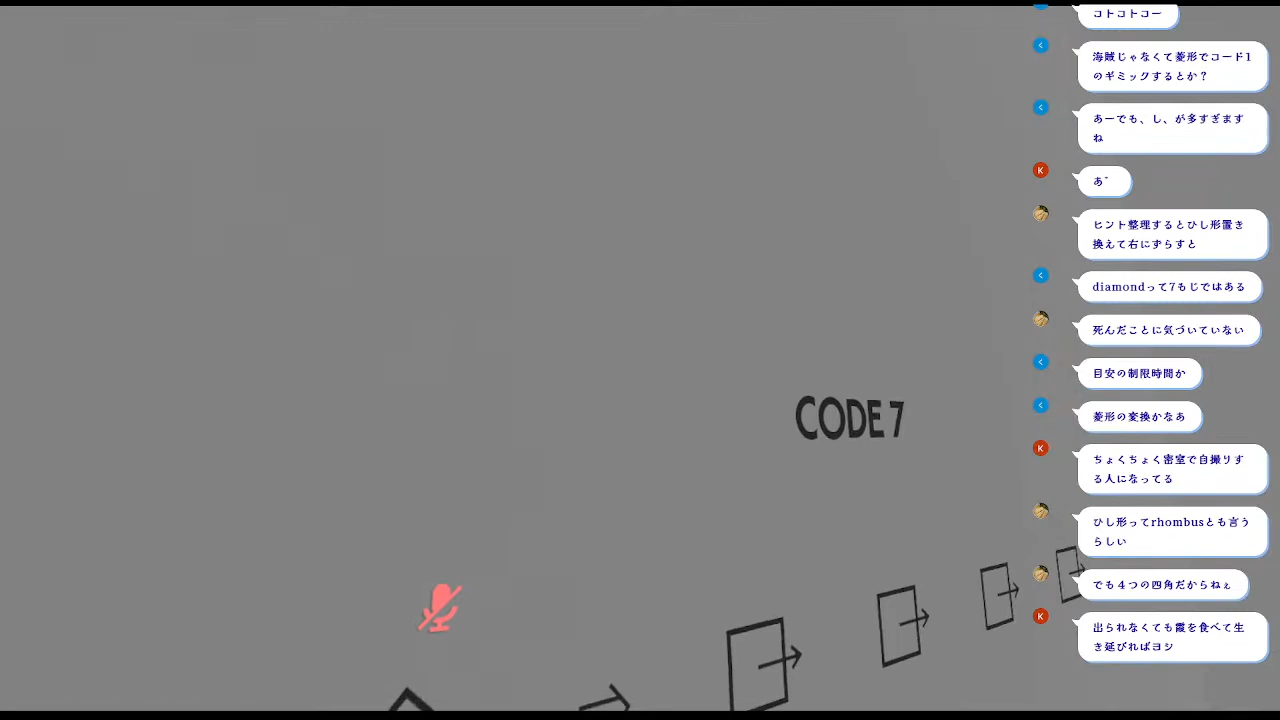 コトコトコー
く
海賊じゃなくて菱形でコード1
のギミックするとか？
く
あーでも、し、が多すぎます
ね
K
あ゛
ヒント整理するとひし形置き
換えて右にずらすと
く
diamondって7もじではある
死んだことに気づいていない
く
目安の制限時間か
く
菱形の変換かなあ
K
ちょくちょく密室で自撮りす
る人になってる
ひし形ってrhombusとも言う
らしい
でも４つの四角だからねぇ
K
出られなくても霞を食べて生
き延びればヨシ
CODE 7